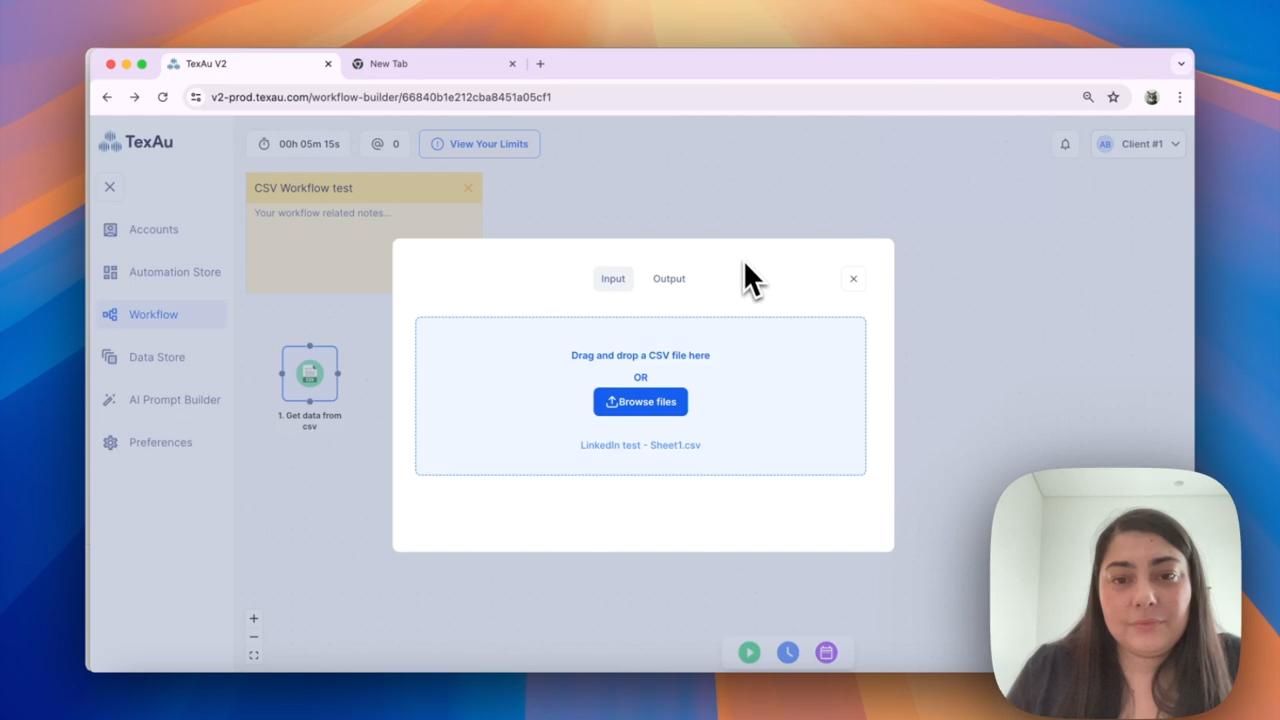 TexAu V2
New Tab
v2-prod.texau.com/workflow-builder/66840b1e212cba8451a05cf1
TexAu
00h 05m 15s
0
View Your Limits
AB
Client #1
CSV Workflow test
Your workflow related notes...
Accounts
Automation Store
Workflow
Data Store
AI Prompt Builder
Preferences
Input
Output
Drag and drop a CSV file here
OR
Browse files
LinkedIn test - Sheet1.csv
1. Get data from
csv